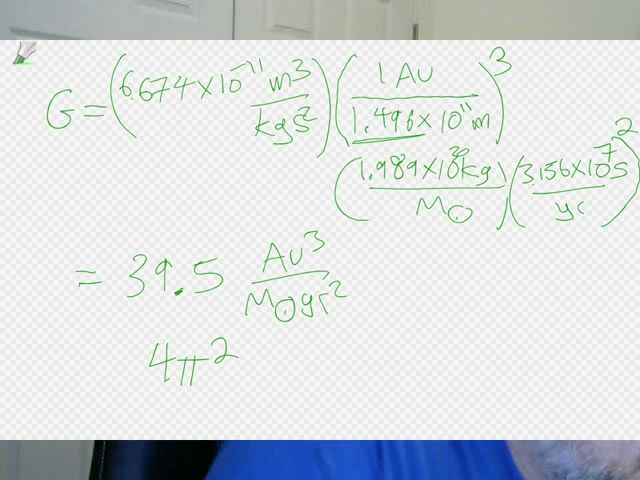 G = (6.674 × 10⁻¹¹ m³/kg s²) (1 AU/1.496 × 10¹¹ m)³
(1.989 × 10³⁰ kg/M⊙) (3.156 × 10⁷ s/yr)²
= 39.5 AU³/M⊙ yr²
4π²